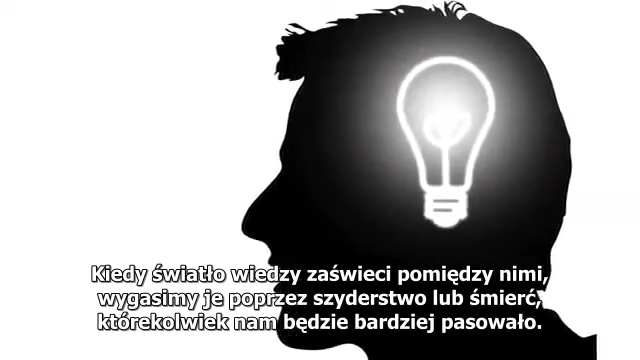 Kiedy światło wiedzy zaświeci pomiędzy nimi,
wygasimy je poprzez szyderstwo lub śmierć,
którekolwiek nam będzie bardziej pasowało.